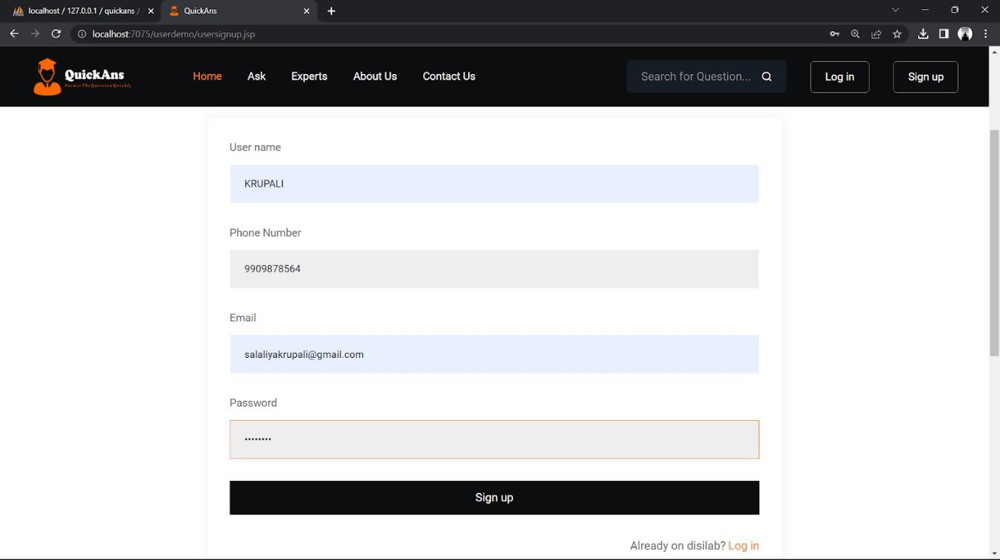 localhost / 127.0.0.1 / quickans /
QuickAns
localhost:7075/userdemo/usersignup.jsp
QuickAns
AnswerTheQuestionQuickly
Home Ask Experts About Us Contact Us
Search for Question...
Log in
Sign up
User name
KRUPALI
Phone Number
9909878564
Email
salaliyakrupali@gmail.com
Password
••••••••
Sign up
Already on disilab? Log in